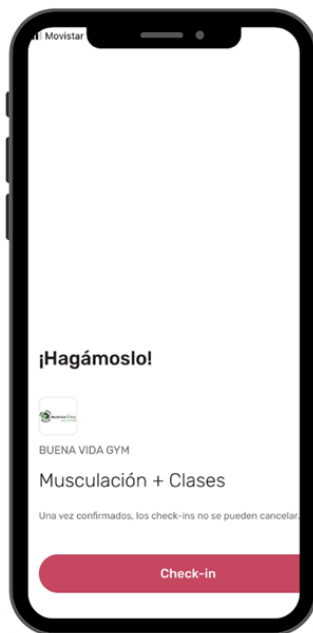 Movistar
¡Hagámoslo!
BUENA VIDA GYM
Musculación + Clases
Una vez confirmados, los check-ins no se pueden cancelar.
Check-in